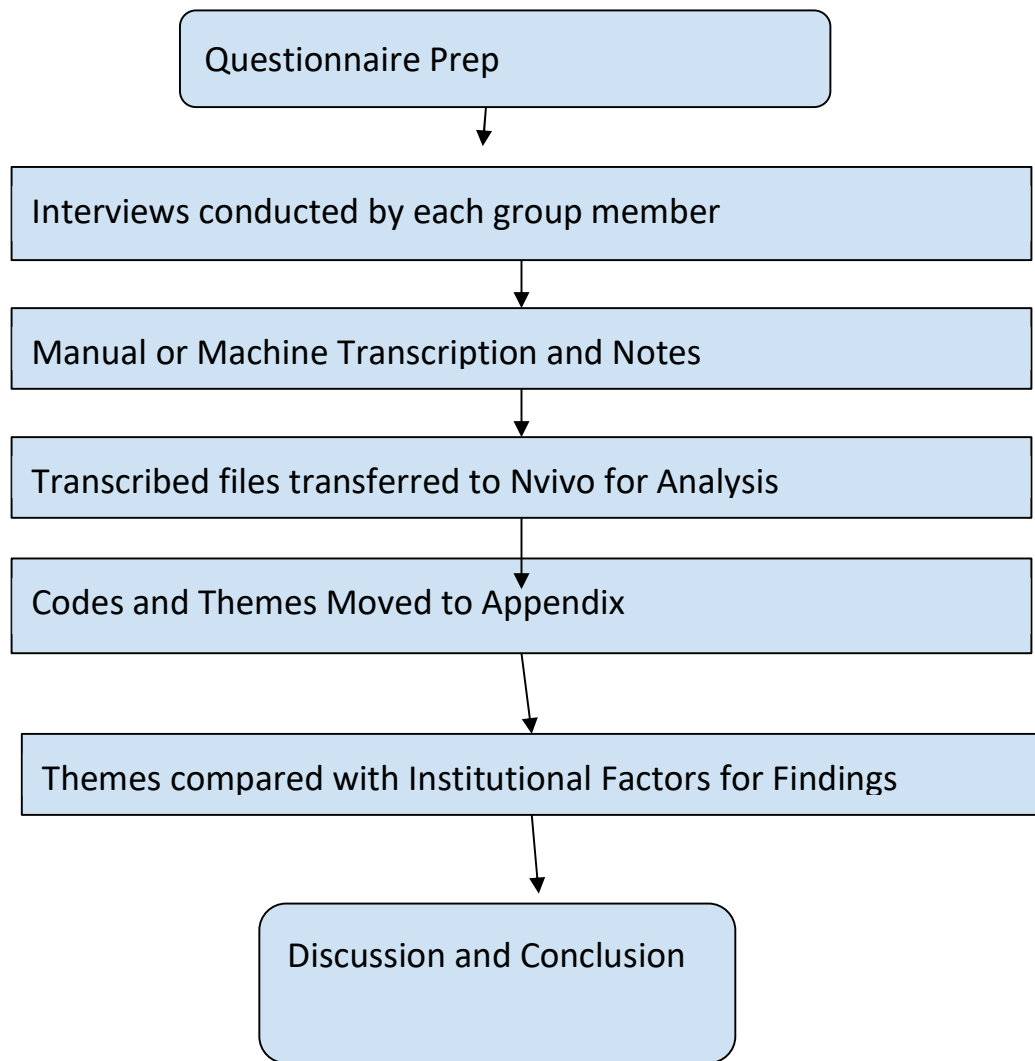 Questionnaire Prep
Interviews conducted by each group member
Manual or Machine Transcription and Notes
Transcribed files transferred to Nvivo for Analysis
Codes and Themes Moved to Appendix
Themes compared with Institutional Factors for Findings
Discussion and Conclusion